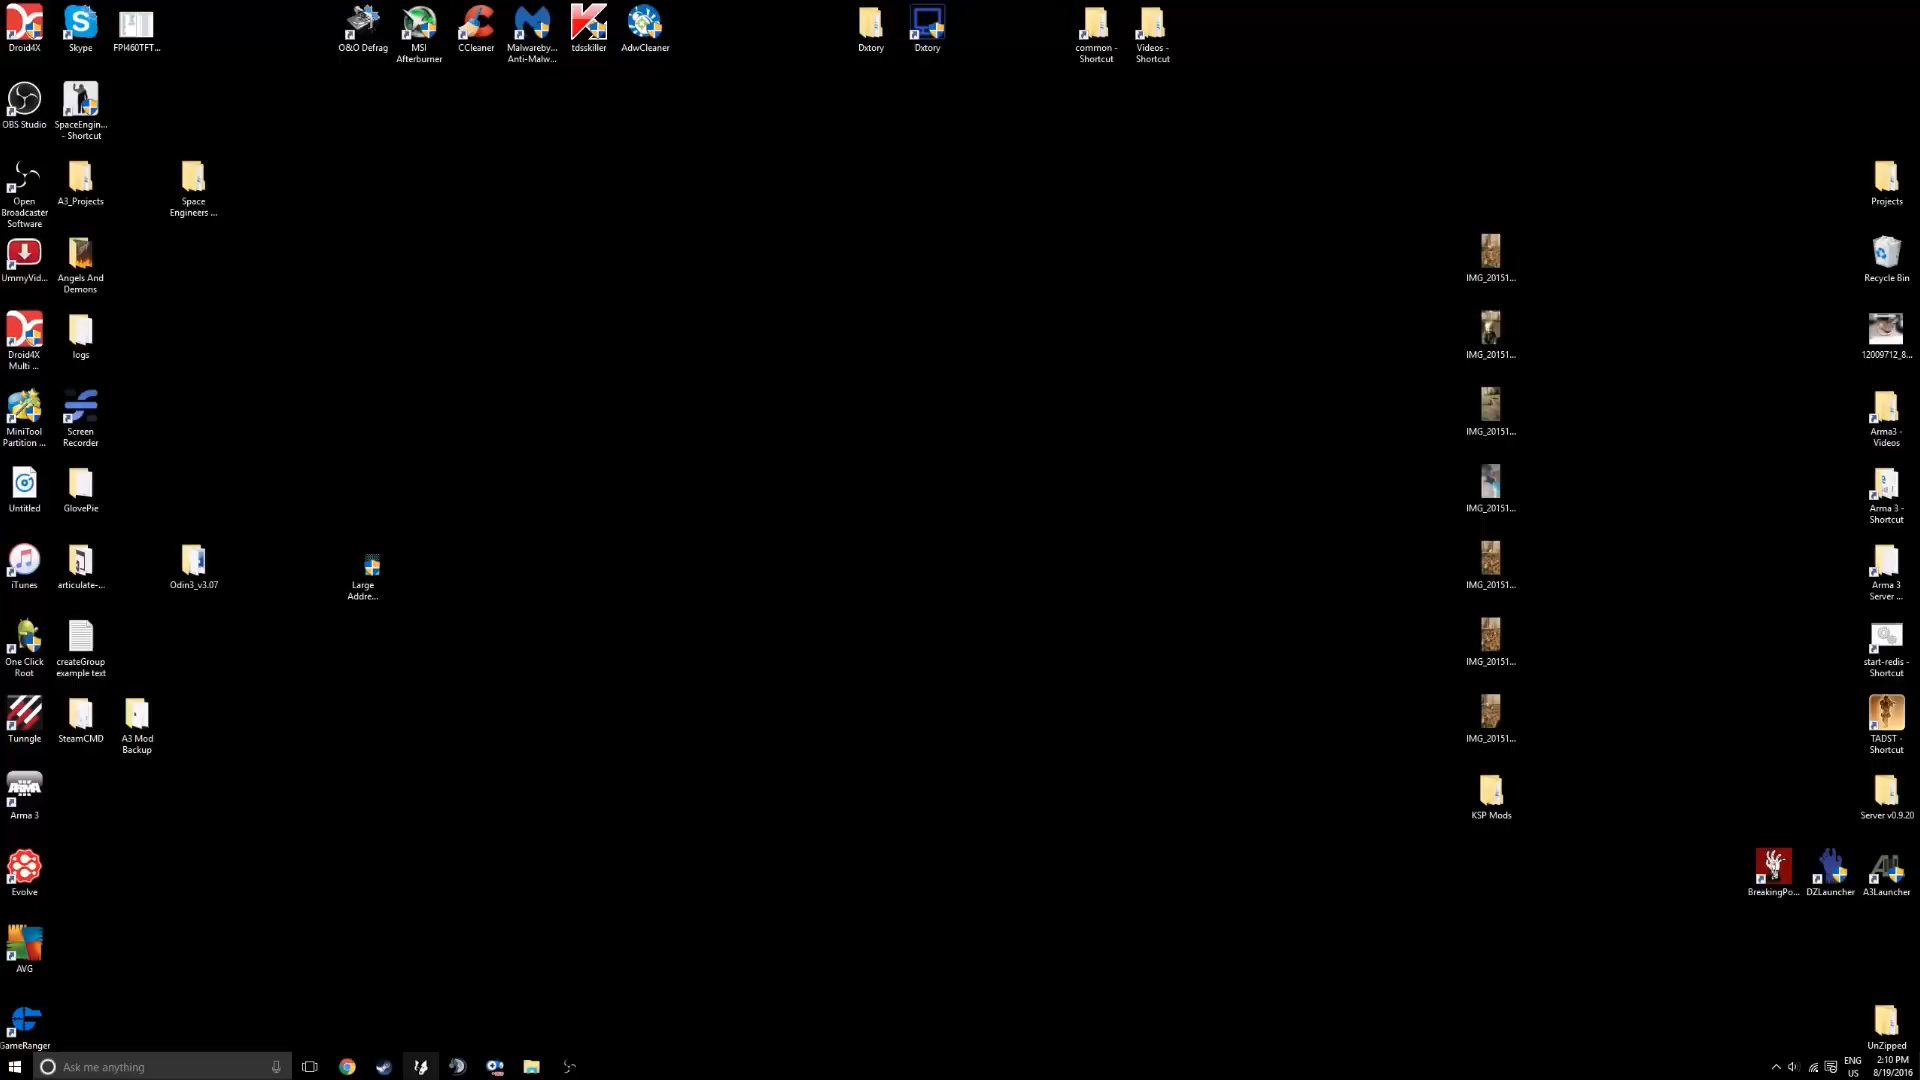 Droid4X
Skype
FPI460TFT...
O&O Defrag
MSI
Afterburner
CCleaner
Malwareby...
Anti-Malw...
tdsskiller
AdwCleaner
Dxtory
Dxtory
common -
Shortcut
Videos -
Shortcut
OBS Studio
SpaceEngin...
- Shortcut
Open
Broadcaster
Software
A3_Projects
Space
Engineers ...
Projects
UmmyVid...
Angels And
Demons
IMG_20151...
Recycle Bin
Droid4X
Multi ...
logs
IMG_20151...
12009712_8...
MiniTool
Partition ...
Screen
Recorder
IMG_20151...
Arma3 -
Videos
Untitled
GlovePie
IMG_20151...
Arma 3 -
Shortcut
iTunes
articulate-...
Odin3_v3.07
Large
Addre...
IMG_20151...
Arma 3
Server ...
One Click
Root
createGroup
example text
IMG_20151...
start-redis -
Shortcut
Tunngle
SteamCMD
A3 Mod
Backup
IMG_20151...
TADST -
Shortcut
ARMA
Arma 3
KSP Mods
Server v0.9.20
Evolve
BreakingPo...
DZLauncher
A3Launcher
AVG
GameRanger
UnZipped
Ask me anything
ENG
US
2:10 PM
8/19/2016